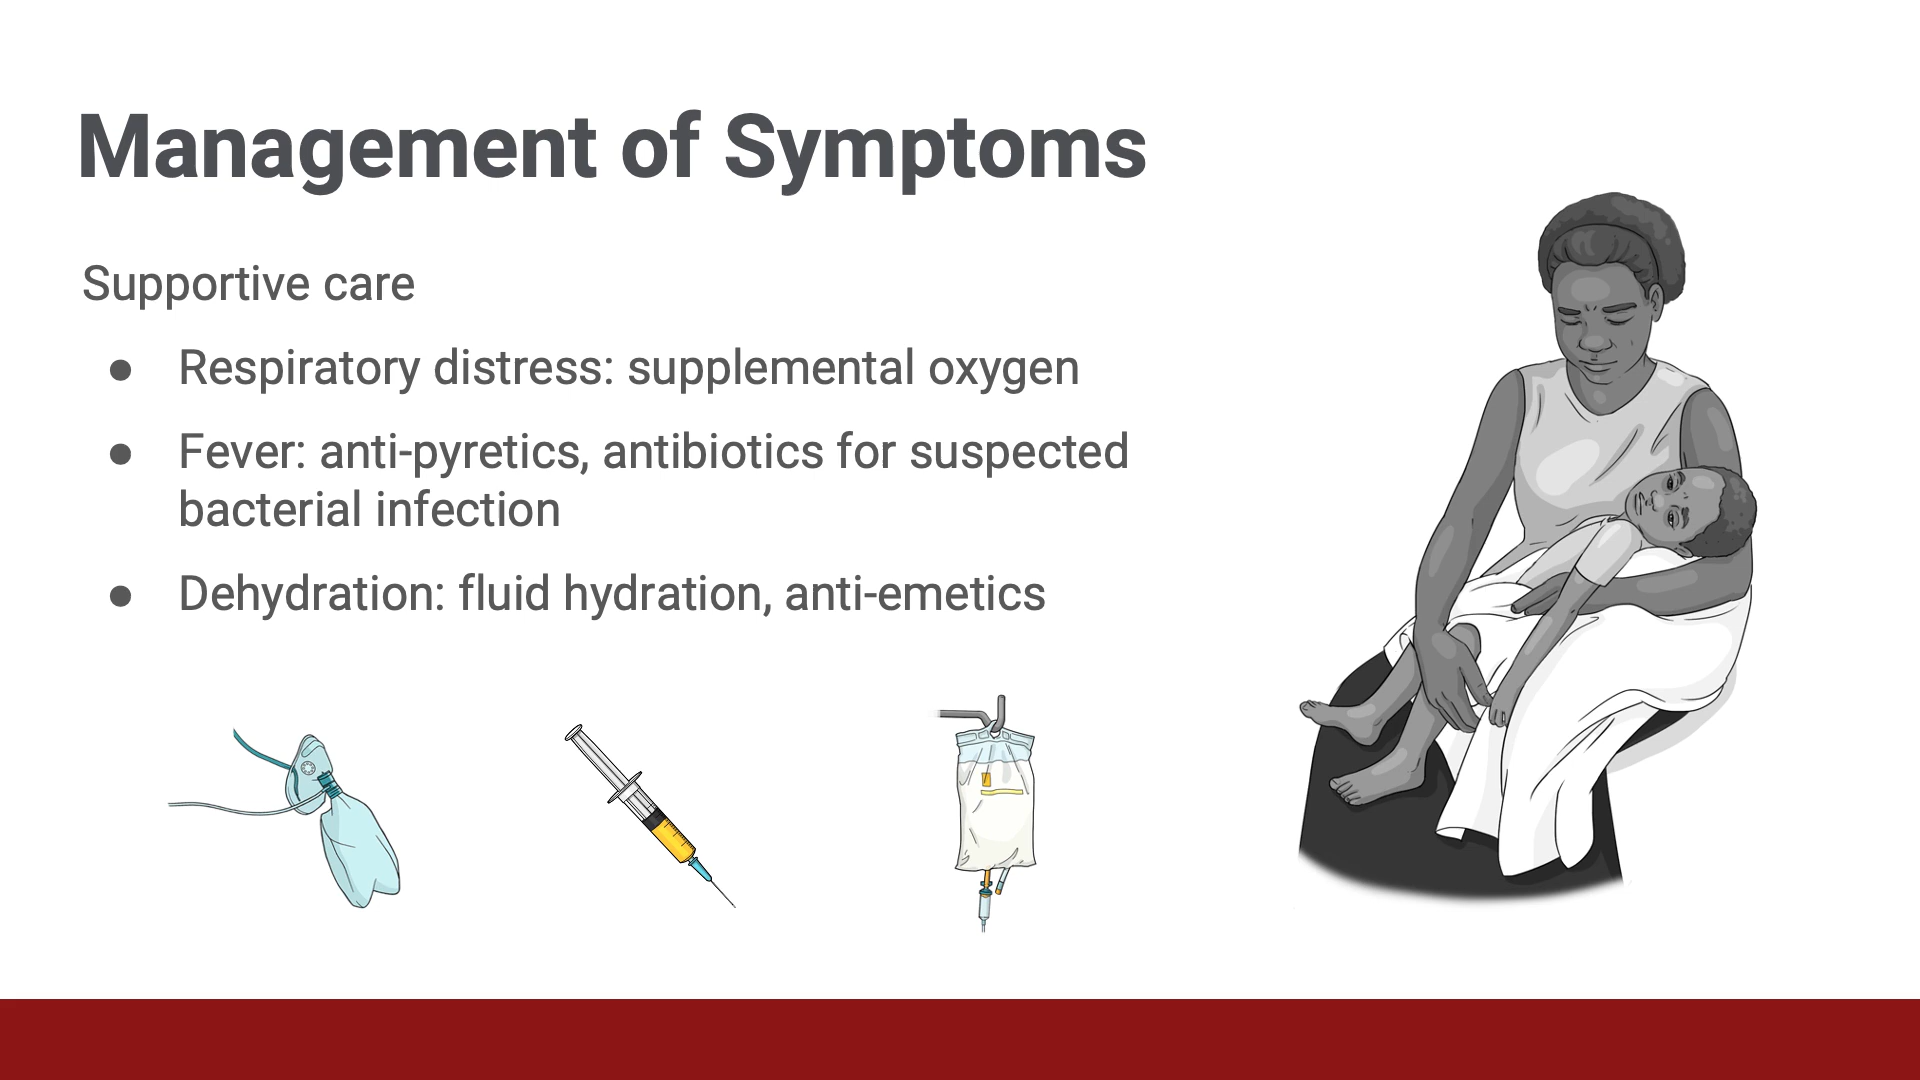 Management of Symptoms
Supportive care
● Respiratory distress: supplemental oxygen
● Fever: anti-pyretics, antibiotics for suspected
bacterial infection
● Dehydration: fluid hydration, anti-emetics